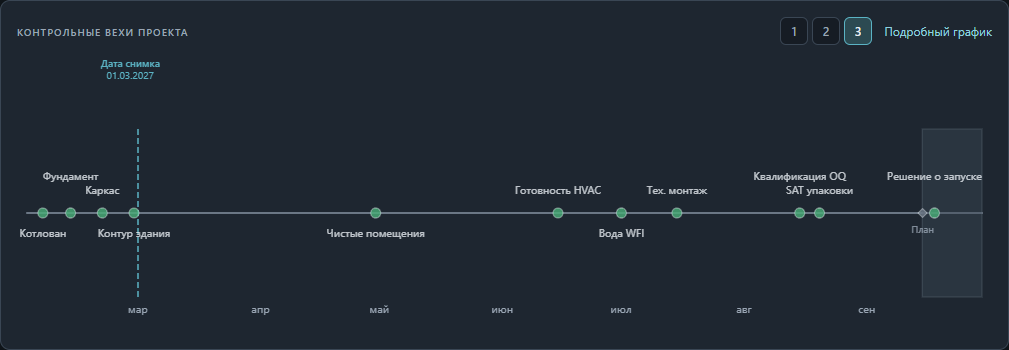 КОНТРОЛЬНЫЕ ВЕХИ ПРОЕКТА
1 2 3 Подробный график
Дата снимка
01.03.2027
Фундамент
Каркас
Готовность HVAC
Тех. монтаж
Квалификация OQ
SAT упаковки
Решение о запуске
Котлован
Контур здания
Чистые помещения
Вода WFI
План
мар апр май июн июл авг сен